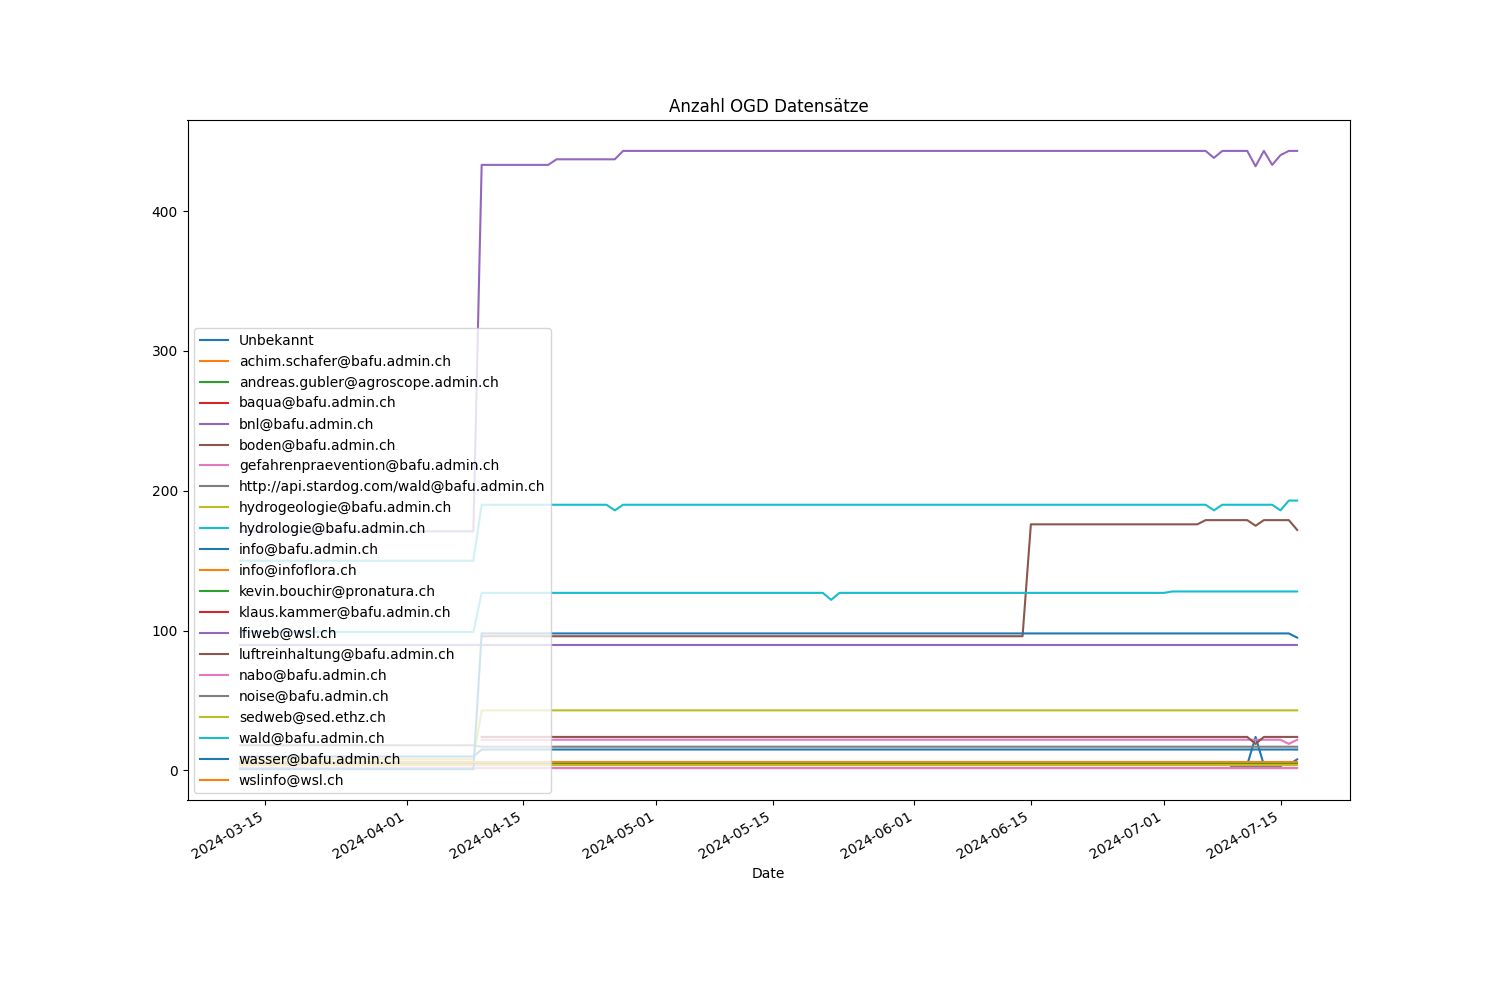 Anzahl OGD Datensätze
400
300
200
100
0
Unbekannt
achim.schafer@bafu.admin.ch
andreas.gubler@agroscope.admin.ch
baqua@bafu.admin.ch
bnl@bafu.admin.ch
boden@bafu.admin.ch
gefahrenpraevention@bafu.admin.ch
http://api.stardog.com/wald@bafu.admin.ch
hydrogeologie@bafu.admin.ch
hydrologie@bafu.admin.ch
info@bafu.admin.ch
info@infoflora.ch
kevin.bouchir@pronatura.ch
klaus.kammer@bafu.admin.ch
lfiweb@wsl.ch
luftreinhaltung@bafu.admin.ch
nabo@bafu.admin.ch
noise@bafu.admin.ch
sedweb@sed.ethz.ch
wald@bafu.admin.ch
wasser@bafu.admin.ch
wslinfo@wsl.ch
2024-03-15
2024-04-01
2024-04-15
2024-05-01
2024-05-15
2024-06-01
2024-06-15
2024-07-01
2024-07-15
Date